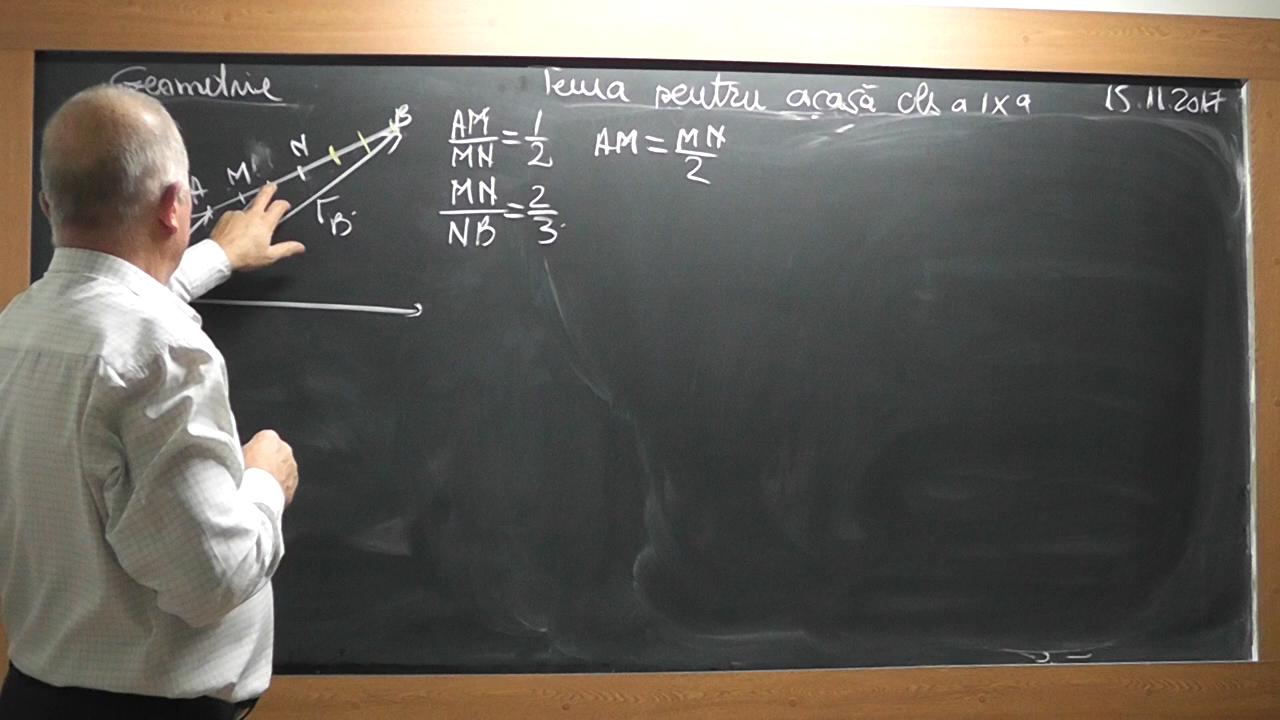 Geometrie
Tema pentru acasă cls a IX a 15.11.2017
A M N B
r_B
AM/MN = 1/2 AM = MN/2
MN/NB = 2/3